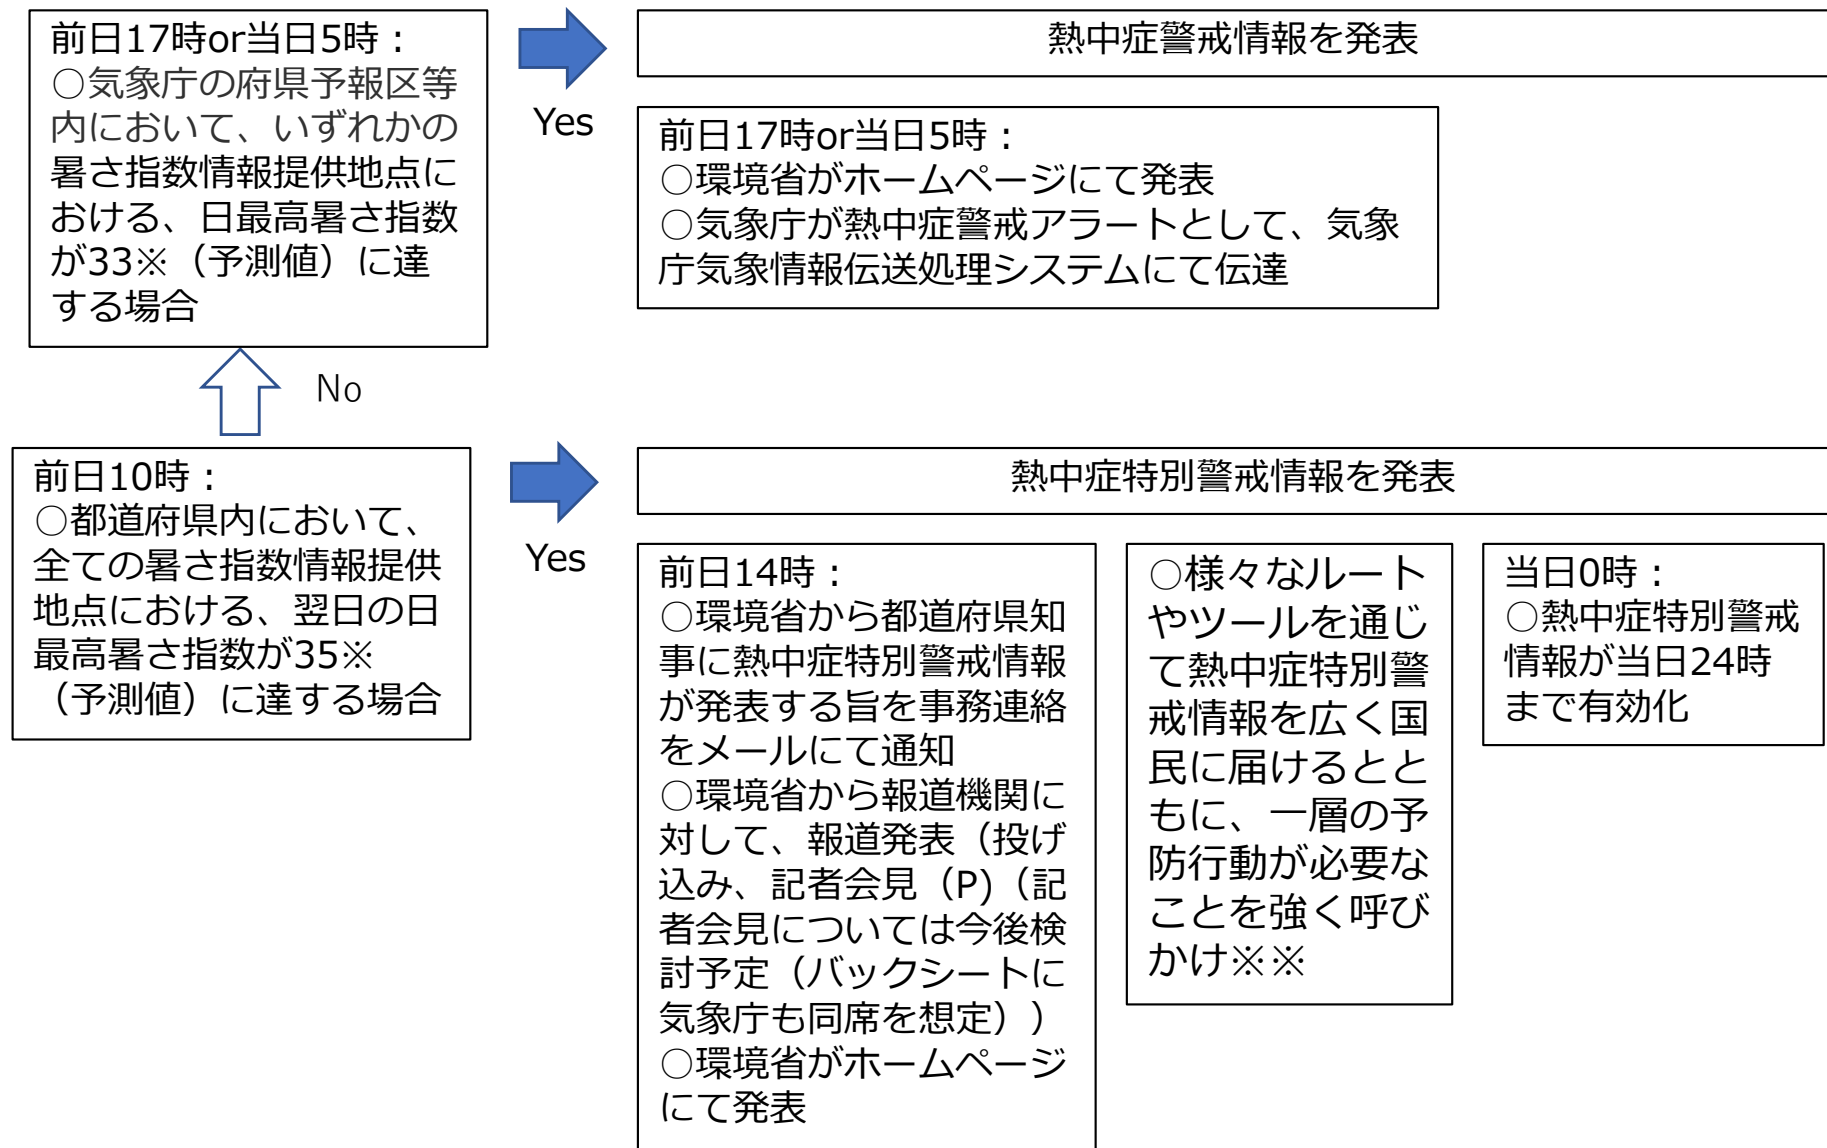 前日17時or当日5時：
○気象庁の府県予報区等
内において、いずれかの
暑さ指数情報提供地点に
おける、日最高暑さ指数
が33※（予測値）に達
する場合
Yes
熱中症警戒情報を発表
前日17時or当日5時：
○環境省がホームページにて発表
○気象庁が熱中症警戒アラートとして、気象
庁気象情報伝送処理システムにて伝達
No
前日10時：
○都道府県内において、
全ての暑さ指数情報提供
地点における、翌日の日
最高暑さ指数が35※
（予測値）に達する場合
Yes
熱中症特別警戒情報を発表
前日14時：
○環境省から都道府県知
事に熱中症特別警戒情報
が発表する旨を事務連絡
をメールにて通知
○環境省から報道機関に
対して、報道発表（投げ
込み、記者会見（P)（記
者会見については今後検
討予定（バックシートに
気象庁も同席を想定））
○環境省がホームページ
にて発表
○様々なルート
やツールを通じ
て熱中症特別警
戒情報を広く国
民に届けるとと
もに、一層の予
防行動が必要な
ことを強く呼び
かけ※※
当日0時：
○熱中症特別警戒
情報が当日24時
まで有効化